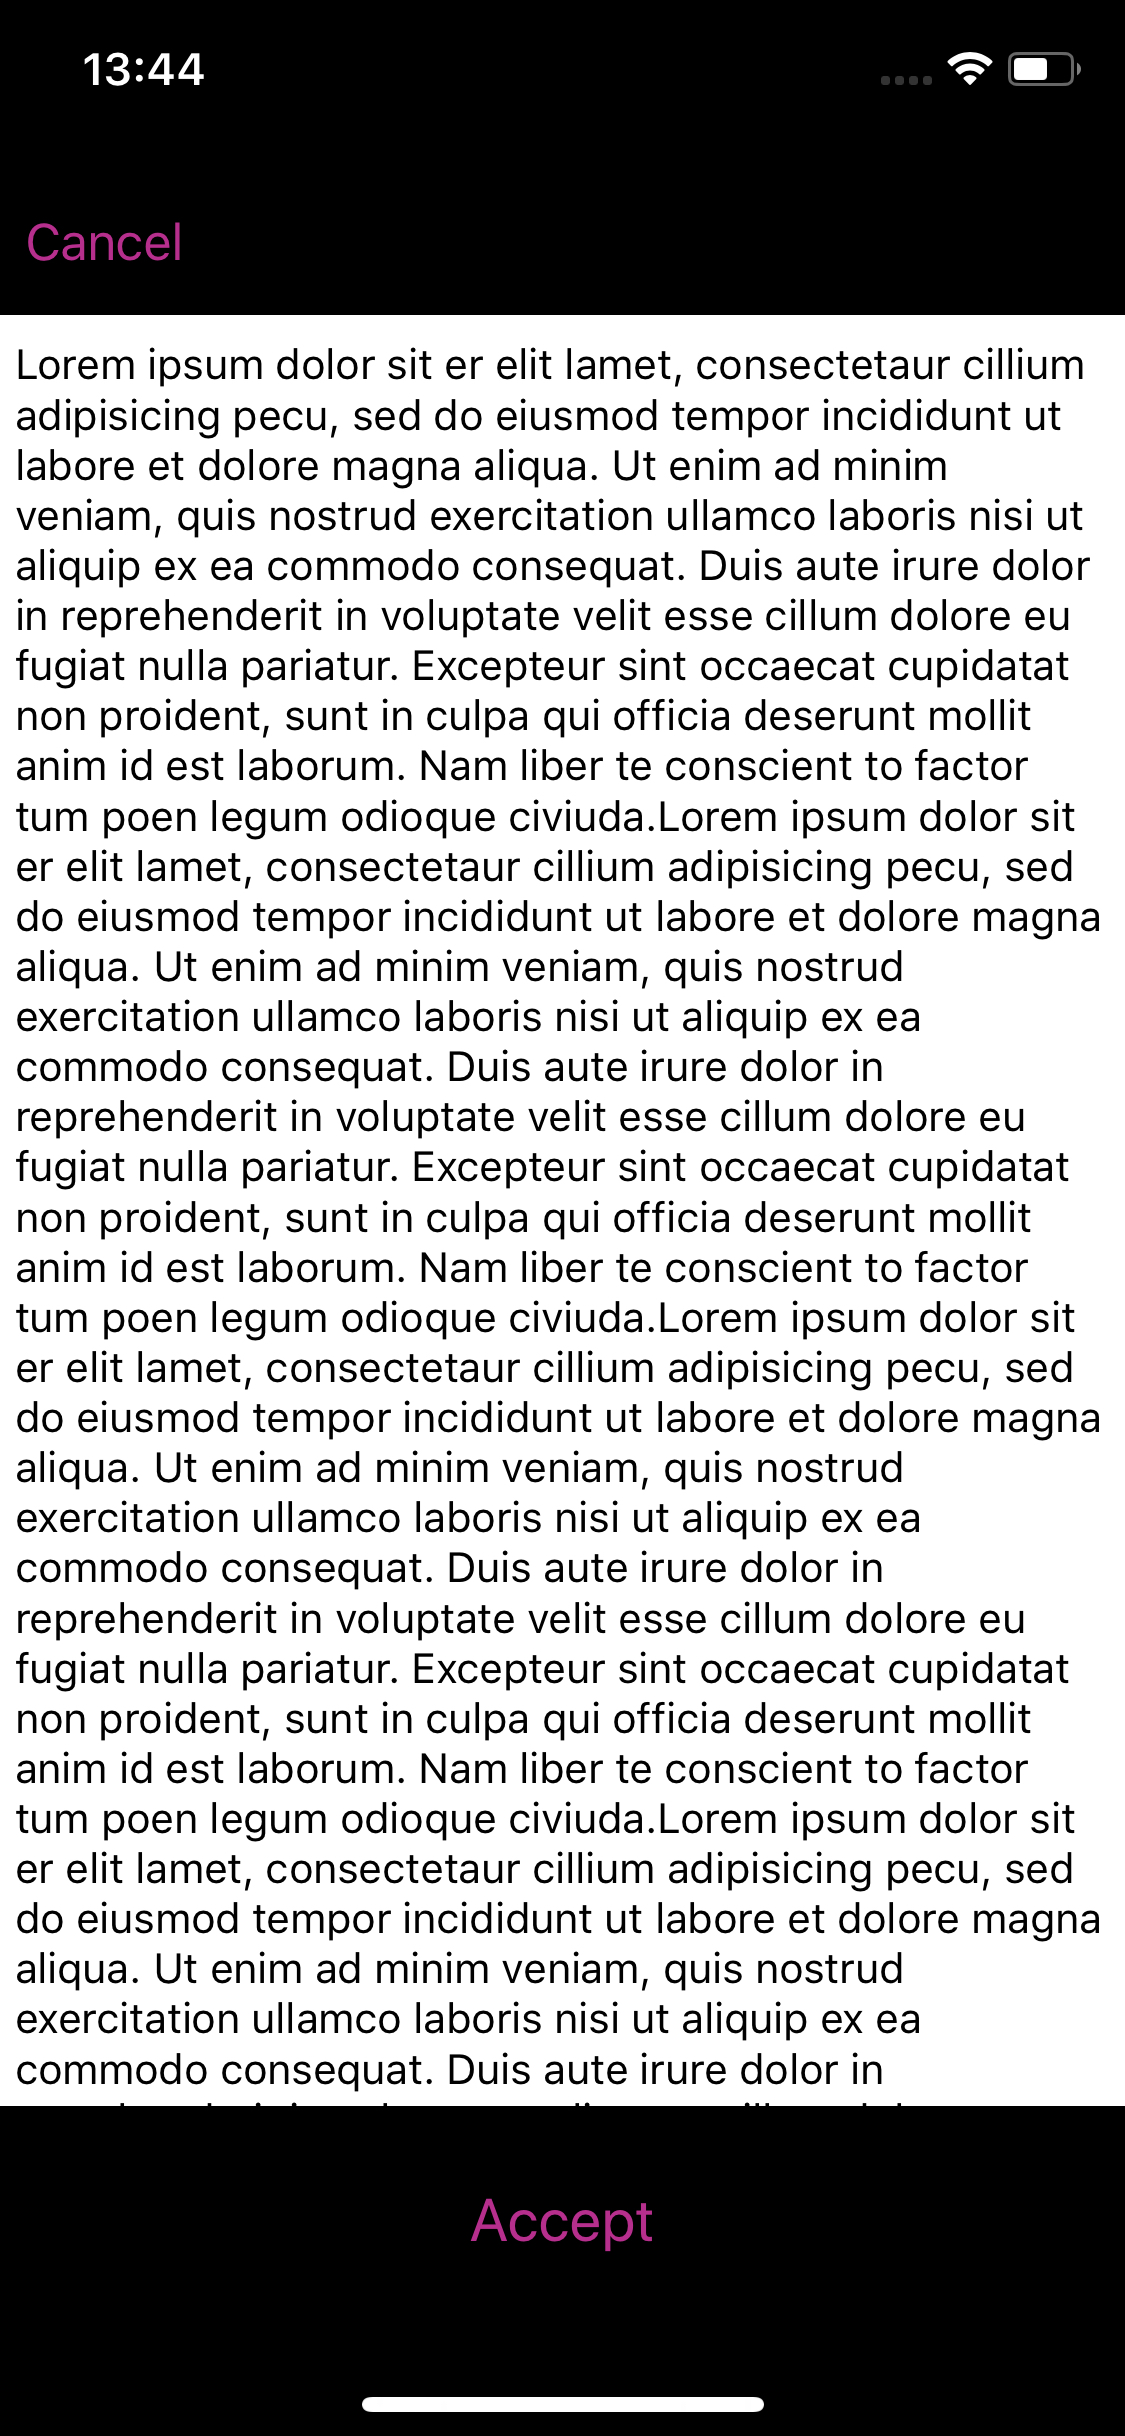 13:44
Cancel
Lorem ipsum dolor sit er elit lamet, consectetaur cillium
adipisicing pecu, sed do eiusmod tempor incididunt ut
labore et dolore magna aliqua. Ut enim ad minim
veniam, quis nostrud exercitation ullamco laboris nisi ut
aliquip ex ea commodo consequat. Duis aute irure dolor
in reprehenderit in voluptate velit esse cillum dolore eu
fugiat nulla pariatur. Excepteur sint occaecat cupidatat
non proident, sunt in culpa qui officia deserunt mollit
anim id est laborum. Nam liber te conscient to factor
tum poen legum odioque civiuda.Lorem ipsum dolor sit
er elit lamet, consectetaur cillium adipisicing pecu, sed
do eiusmod tempor incididunt ut labore et dolore magna
aliqua. Ut enim ad minim veniam, quis nostrud
exercitation ullamco laboris nisi ut aliquip ex ea
commodo consequat. Duis aute irure dolor in
reprehenderit in voluptate velit esse cillum dolore eu
fugiat nulla pariatur. Excepteur sint occaecat cupidatat
non proident, sunt in culpa qui officia deserunt mollit
anim id est laborum. Nam liber te conscient to factor
tum poen legum odioque civiuda.Lorem ipsum dolor sit
er elit lamet, consectetaur cillium adipisicing pecu, sed
do eiusmod tempor incididunt ut labore et dolore magna
aliqua. Ut enim ad minim veniam, quis nostrud
exercitation ullamco laboris nisi ut aliquip ex ea
commodo consequat. Duis aute irure dolor in
reprehenderit in voluptate velit esse cillum dolore eu
fugiat nulla pariatur. Excepteur sint occaecat cupidatat
non proident, sunt in culpa qui officia deserunt mollit
anim id est laborum. Nam liber te conscient to factor
tum poen legum odioque civiuda.Lorem ipsum dolor sit
er elit lamet, consectetaur cillium adipisicing pecu, sed
do eiusmod tempor incididunt ut labore et dolore magna
aliqua. Ut enim ad minim veniam, quis nostrud
exercitation ullamco laboris nisi ut aliquip ex ea
commodo consequat. Duis aute irure dolor in
Accept